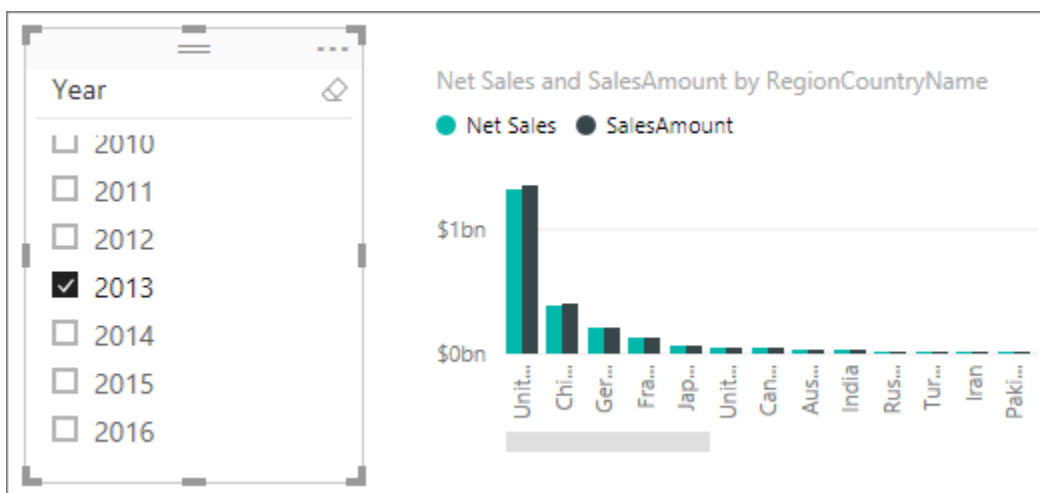 Year
2010
2011
2012
2013
2014
2015
2016
Net Sales and SalesAmount by RegionCountryName
Net Sales
SalesAmount
$1bn
$0bn
Unit...
Chi...
Ger...
Fra...
Jap...
Unit...
Can...
Aus...
India
Rus...
Tur...
Iran
Paki...